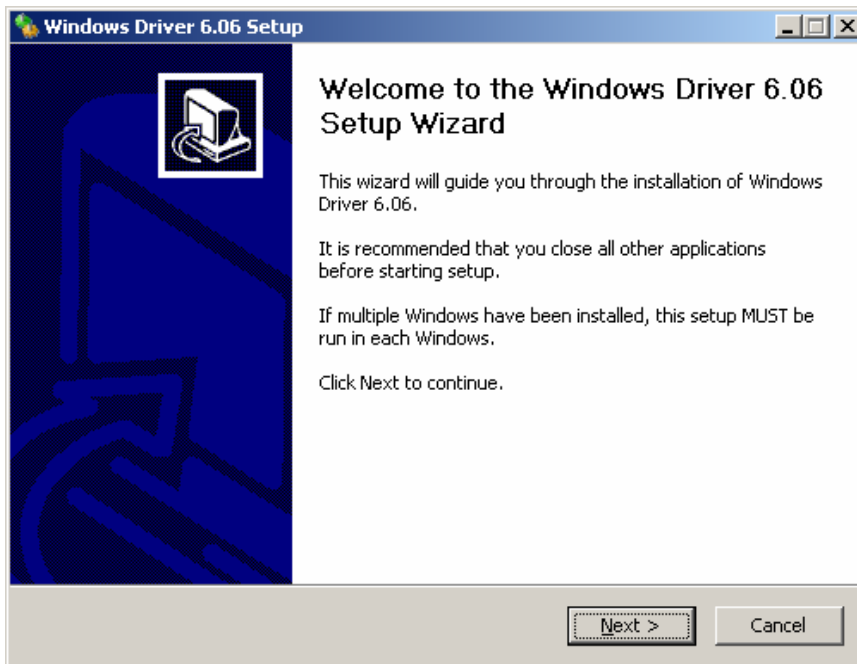 Windows Driver 6.06 Setup
Welcome to the Windows Driver 6.06
Setup Wizard
This wizard will guide you through the installation of Windows
Driver 6.06.
It is recommended that you close all other applications
before starting setup.
If multiple Windows have been installed, this setup MUST be
run in each Windows.
Click Next to continue.
Next >
Cancel